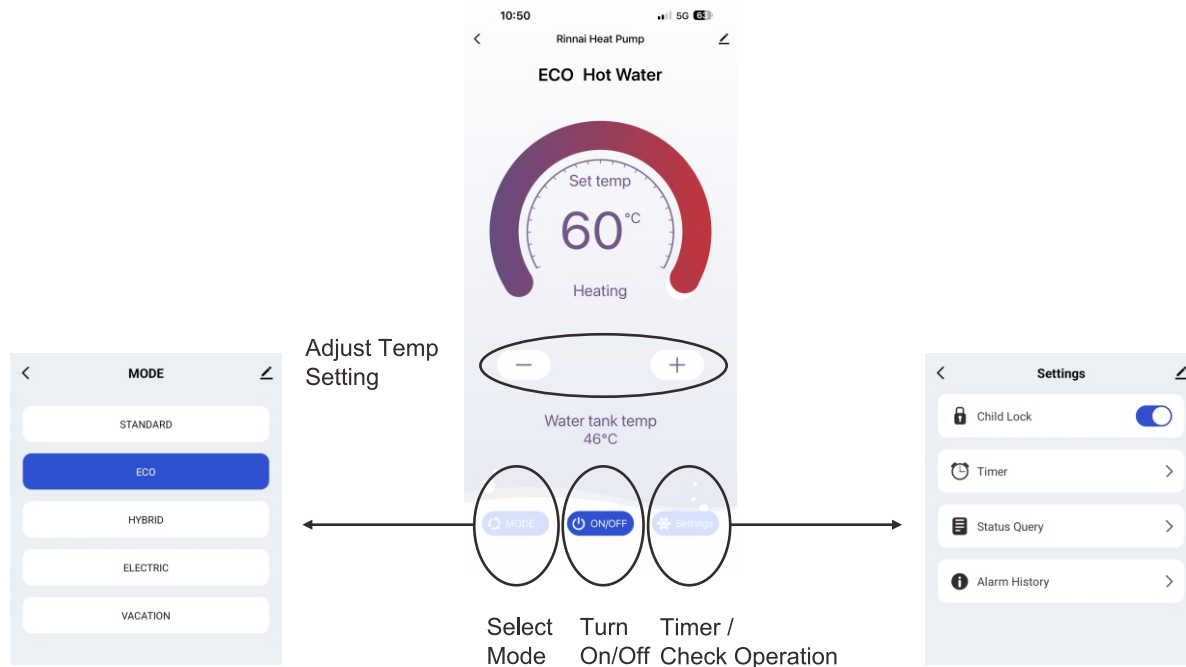 10:50
5G 63
Rinnai Heat Pump
ECO Hot Water
Set temp
60°C
Heating
Adjust Temp
Setting
Water tank temp
46°C
MODE
ON/OFF
Settings
Select
Mode
Turn
On/Off
Timer /
Check Operation
MODE
STANDARD
ECO
HYBRID
ELECTRIC
VACATION
Settings
Child Lock
Timer
Status Query
Alarm History